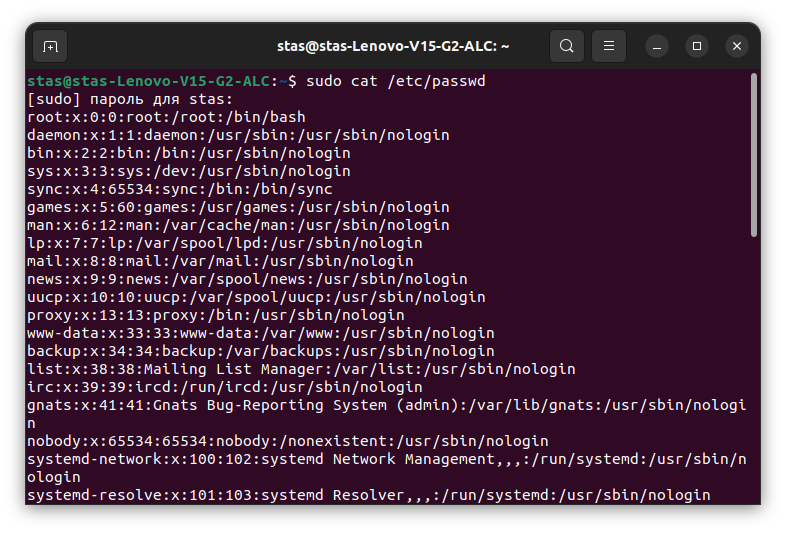 stas@stas-Lenovo-V15-G2-ALC: ~
stas@stas-Lenovo-V15-G2-ALC:~$ sudo cat /etc/passwd
[sudo] пароль для stas:
root:x:0:0:root:/root:/bin/bash
daemon:x:1:1:daemon:/usr/sbin:/usr/sbin/nologin
bin:x:2:2:bin:/bin:/usr/sbin/nologin
sys:x:3:3:sys:/dev:/usr/sbin/nologin
sync:x:4:65534:sync:/bin:/bin/sync
games:x:5:60:games:/usr/games:/usr/sbin/nologin
man:x:6:12:man:/var/cache/man:/usr/sbin/nologin
lp:x:7:7:lp:/var/spool/lpd:/usr/sbin/nologin
mail:x:8:8:mail:/var/mail:/usr/sbin/nologin
news:x:9:9:news:/var/spool/news:/usr/sbin/nologin
uucp:x:10:10:uucp:/var/spool/uucp:/usr/sbin/nologin
proxy:x:13:13:proxy:/bin:/usr/sbin/nologin
www-data:x:33:33:www-data:/var/www:/usr/sbin/nologin
backup:x:34:34:backup:/var/backups:/usr/sbin/nologin
list:x:38:38:Mailing List Manager:/var/list:/usr/sbin/nologin
irc:x:39:39:ircd:/run/ircd:/usr/sbin/nologin
gnats:x:41:41:Gnats Bug-Reporting System (admin):/var/lib/gnats:/usr/sbin/nologi
n
nobody:x:65534:65534:nobody:/nonexistent:/usr/sbin/nologin
systemd-network:x:100:102:systemd Network Management,,,:/run/systemd:/usr/sbin/n
ologin
systemd-resolve:x:101:103:systemd Resolver,,,:/run/systemd:/usr/sbin/nologin